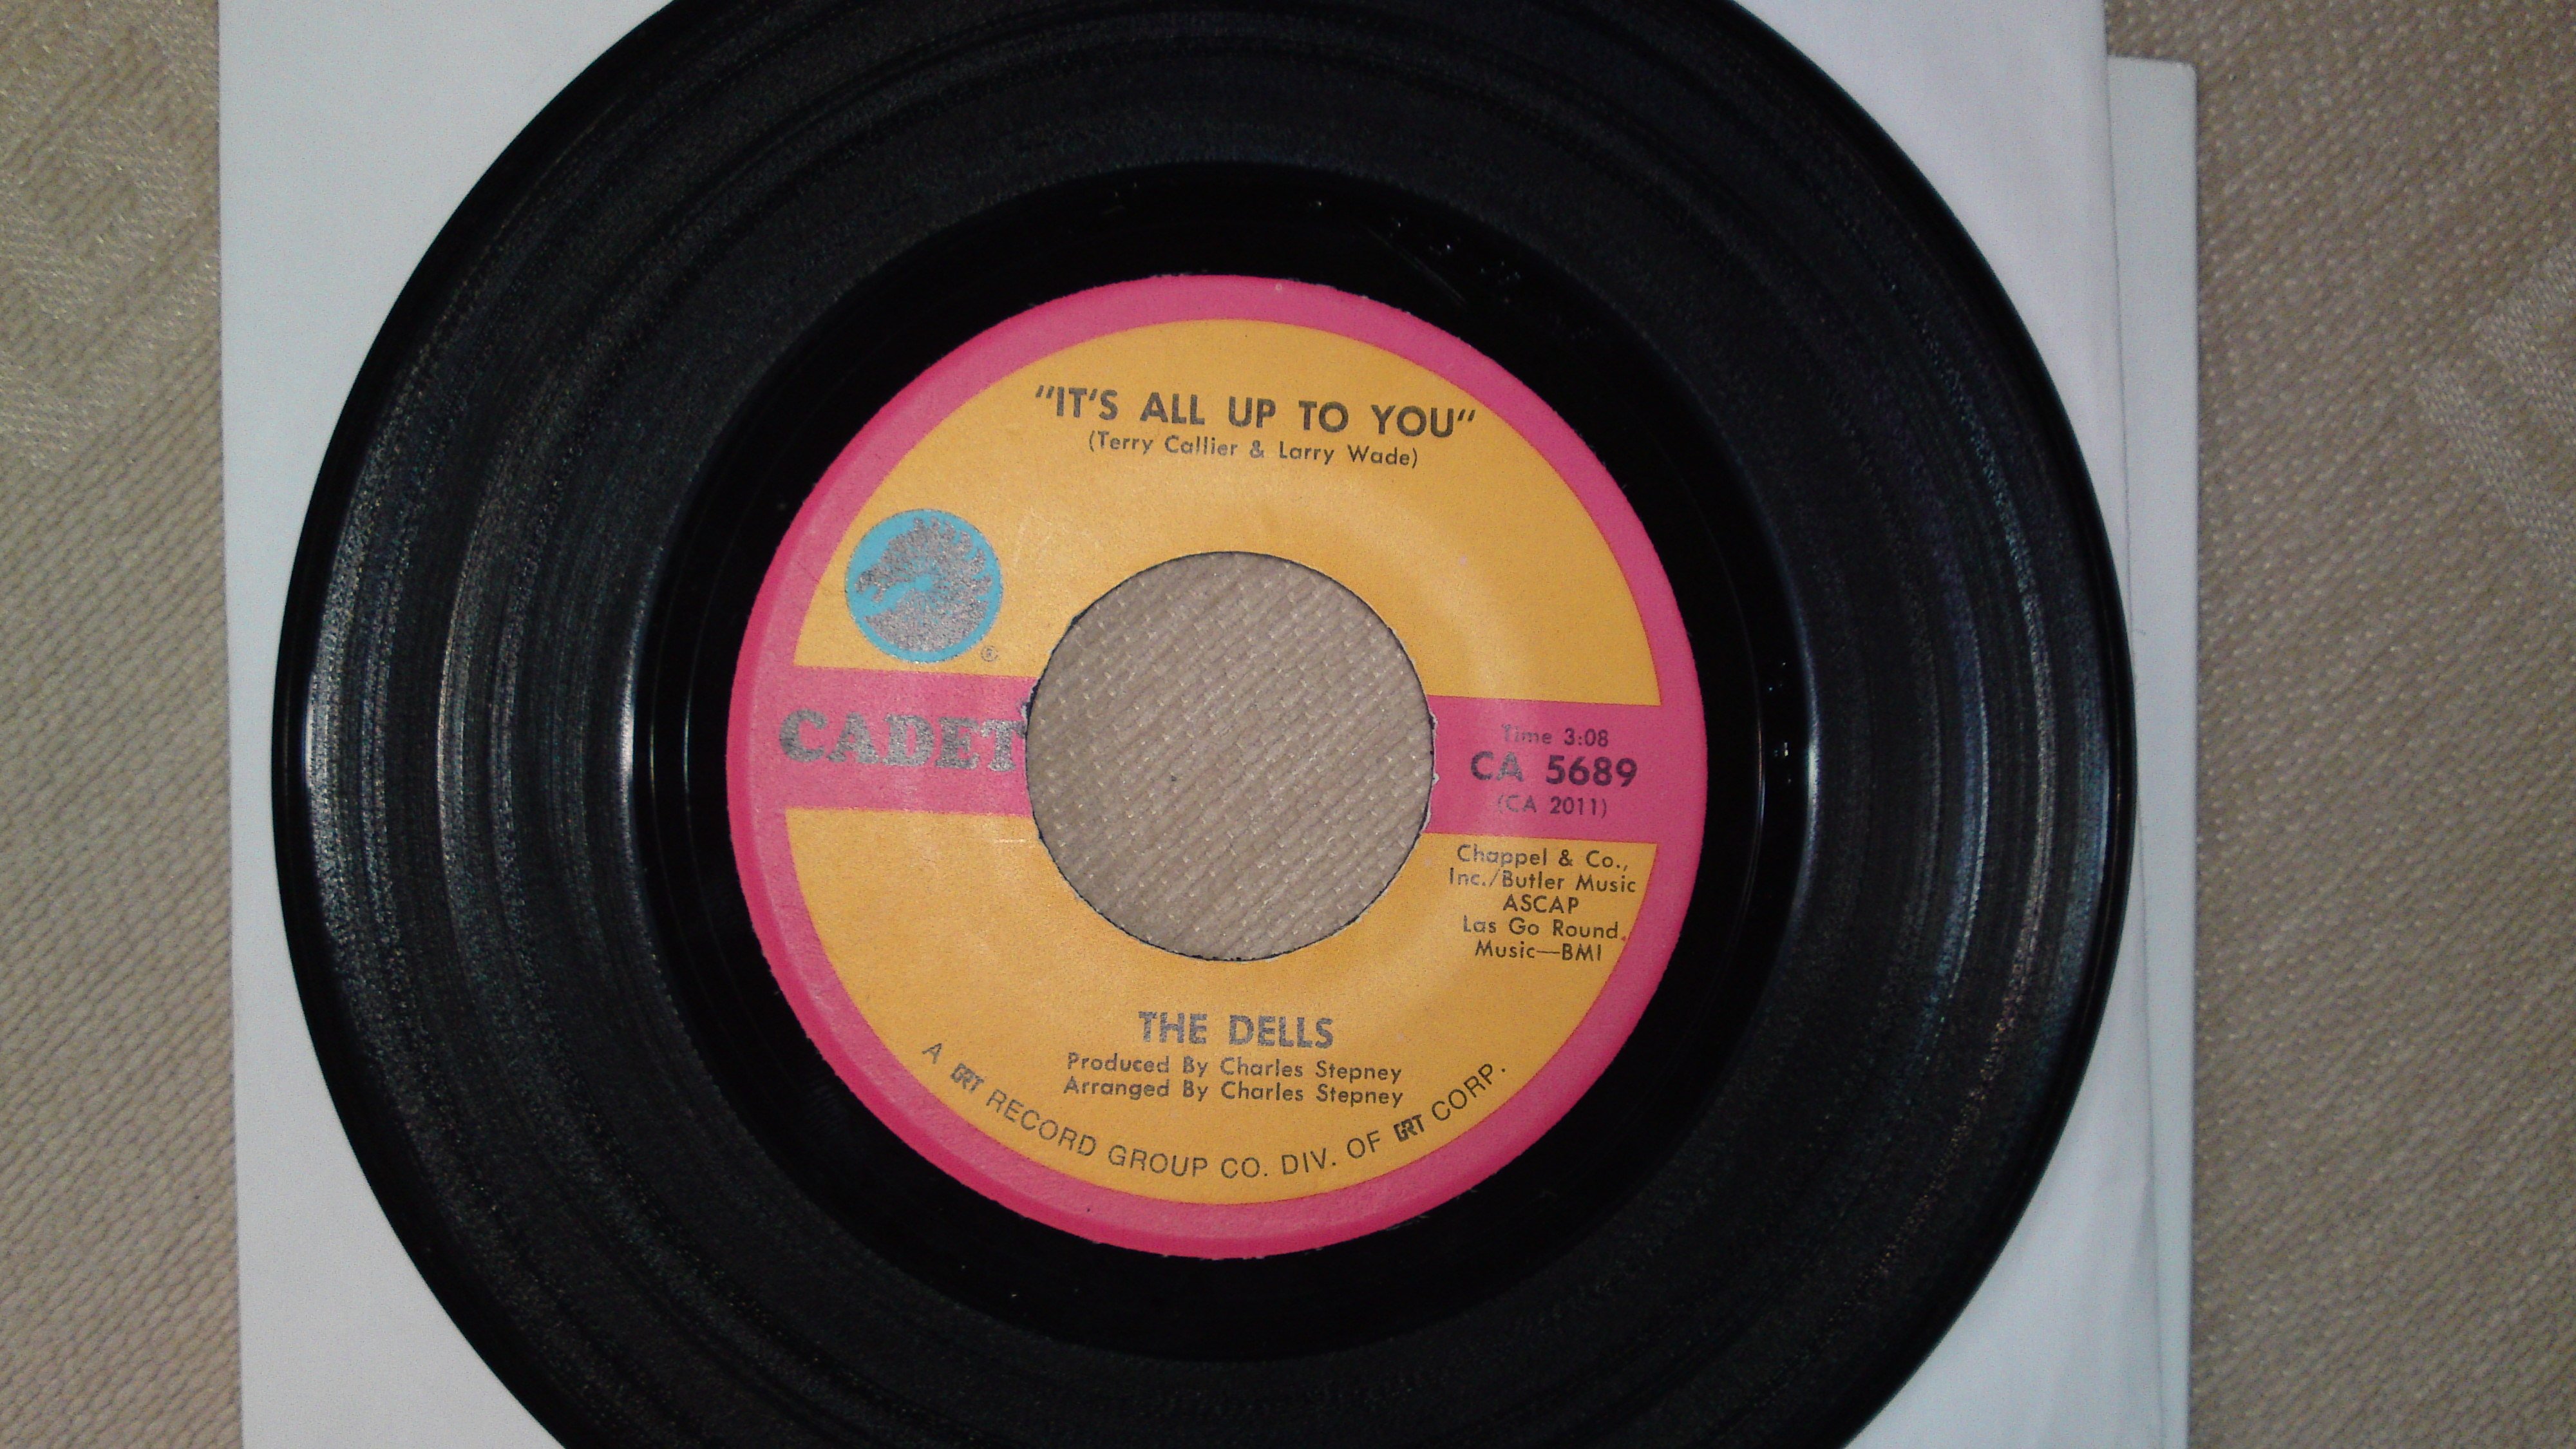 "IT'S ALL UP TO YOU"
(Terry Callier & Larry Wade)
®
CADET
Time 3:08
CA 5689
(CA 2011)
Chappel & Co.,
Inc./Butler Music
ASCAP
Las Go Round
Music—BMI
THE DELLS
Produced By Charles Stepney
Arranged By Charles Stepney
A GRT RECORD GROUP CO. DIV. OF GRT CORP.